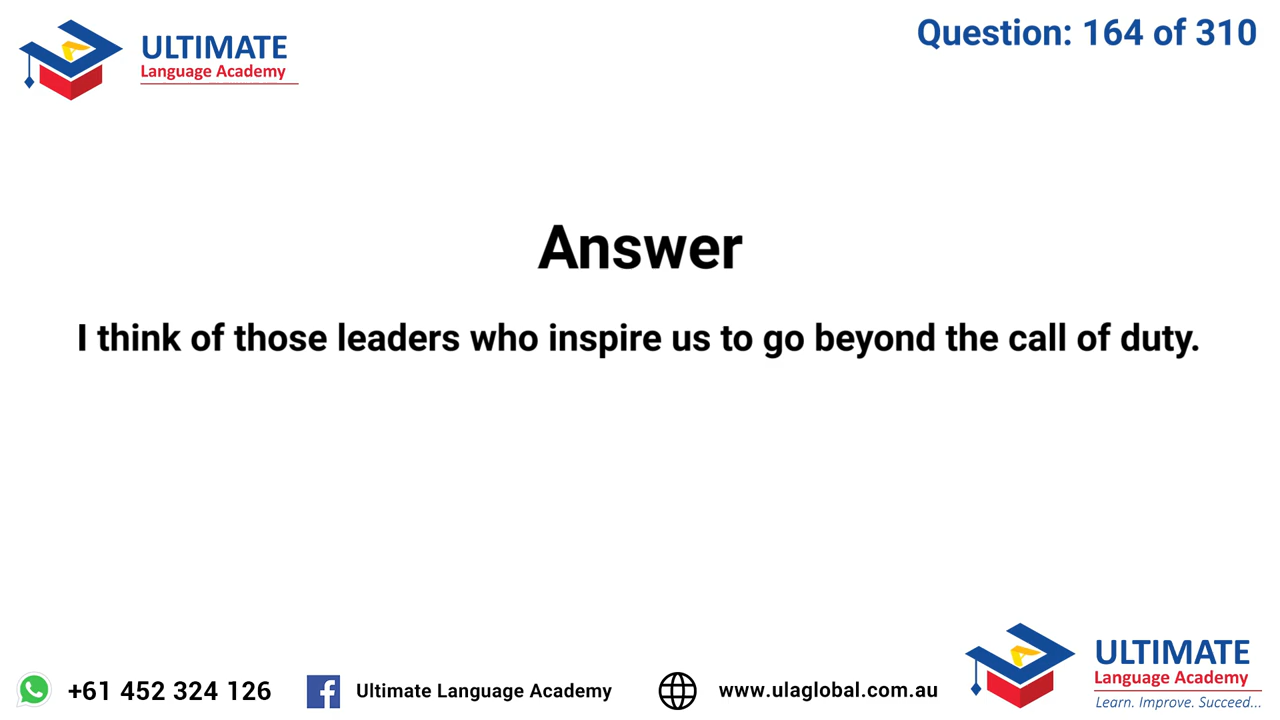 ULTIMATE
Language Academy
Question: 164 of 310
Answer
I think of those leaders who inspire us to go beyond the call of duty.
+61 452 324 126
Ultimate Language Academy
www.ulaglobal.com.au
ULTIMATE
Language Academy
Learn. Improve. Succeed...